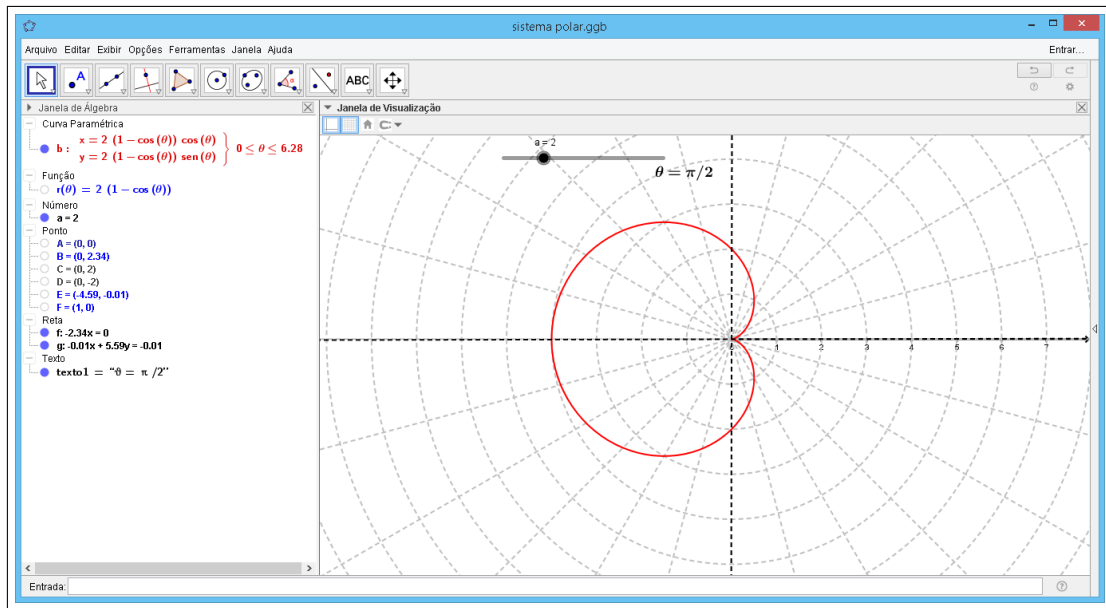 sistema polar.ggb
Arquivo Editar Exibir Opções Ferramentas Janela Ajuda
Entrar...
A
ABC
Janela de Álgebra
Janela de Visualização
Curva Paramétrica
b : x = 2 (1 − cos (θ)) cos (θ)
y = 2 (1 − cos (θ)) sen (θ) } 0 ≤ θ ≤ 6.28
Função
r(θ) = 2 (1 − cos (θ))
Número
a = 2
Ponto
A = (0, 0)
B = (0, 2.34)
C = (0, 2)
D = (0, -2)
E = (-4.59, -0.01)
F = (1, 0)
Reta
f: -2.34x = 0
g: -0.01x + 5.59y = -0.01
Texto
texto1 = “ϑ = π /2”
a = 2
θ = π/2
1 2 3 4 5 6 7
Entrada: